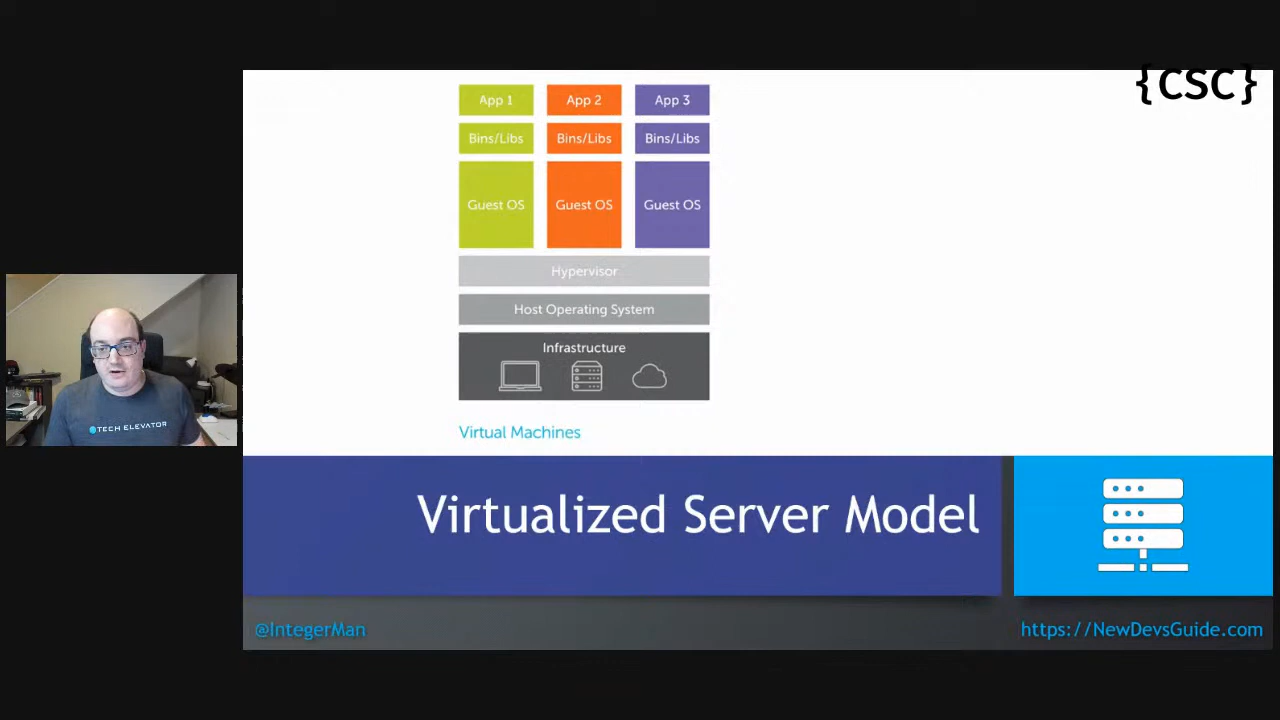 {CSC}
App 1 App 2 App 3
Bins/Libs Bins/Libs Bins/Libs
Guest OS Guest OS Guest OS
Hypervisor
Host Operating System
Infrastructure
Virtual Machines
TECH ELEVATOR
Virtualized Server Model
@IntegerMan https://NewDevsGuide.com